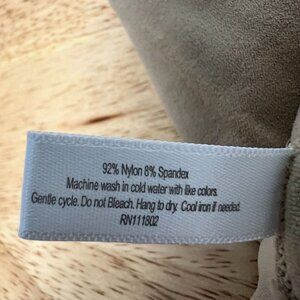 92% Nylon 8% Spandex
Machine wash in cold water with like colors.
Gentle cycle. Do not Bleach. Hang to dry. Cool iron if needed.
RN111802